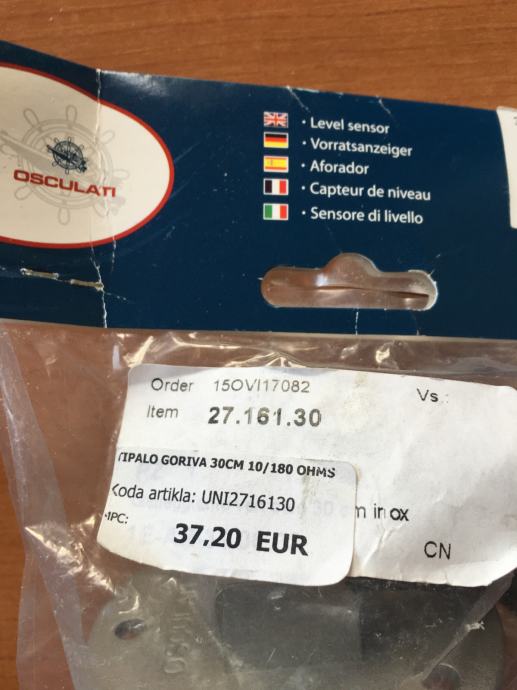 OSCULATI
• Level sensor
• Vorratsanzeiger
• Aforador
• Capteur de niveau
• Sensore di livello
Order 15OVI17082 Vs :
Item 27.161.30
TIPALO GORIVA 30CM 10/180 OHMS
Koda artikla: UNI2716130
MPC: 37,20 EUR
30 cm inox
CN